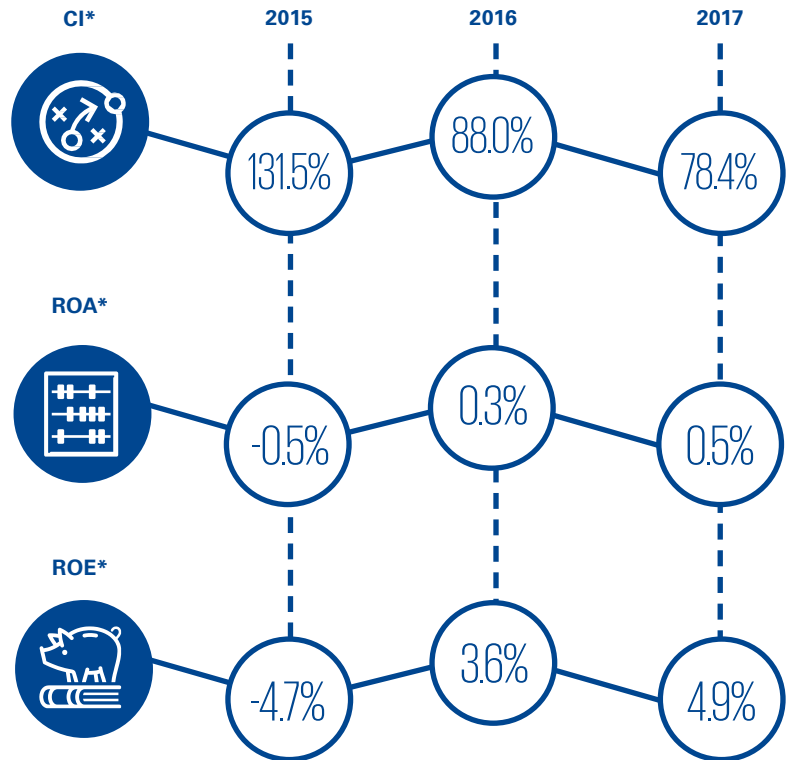 CI* 2015 2016 2017
131.5% 88.0% 78.4%
ROA*
-0.5% 0.3% 0.5%
ROE*
-4.7% 3.6% 4.9%